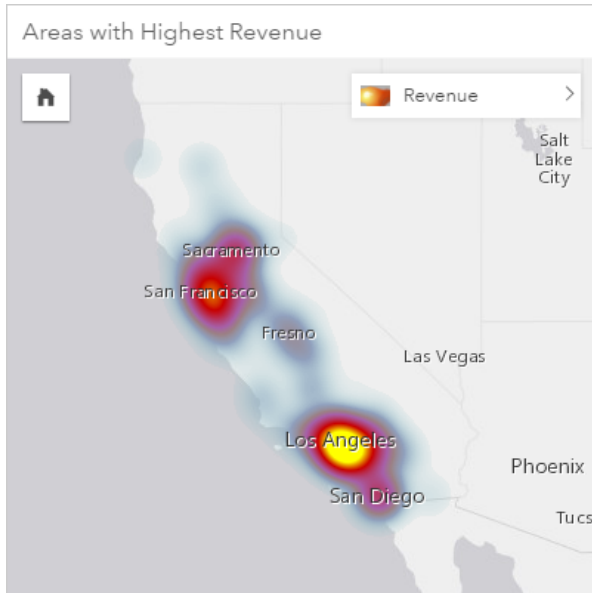 Areas with Highest Revenue
Revenue
Salt
Lake
City
Sacramento
San Francisco
Fresno
Las Vegas
Los Angeles
Phoenix
San Diego
Tucs